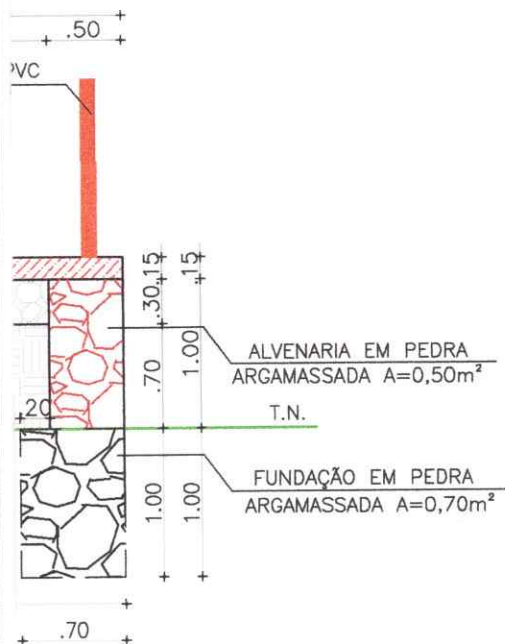 .50
PVC
.15
.15
.30
1.00
.70
ALVENARIA EM PEDRA
ARGAMASSADA A=0,50m²
.20
T.N.
1.00
1.00
FUNDAÇÃO EM PEDRA
ARGAMASSADA A=0,70m²
.70